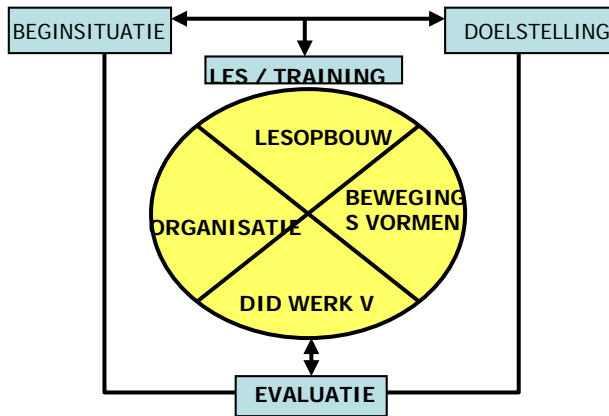 BEGINSITUATIE
DOELSTELLING
LES / TRAINING
LESOPBOUW
BEWEGING
S VORMEN
ORGANISATIE
DID WERK V
EVALUATIE